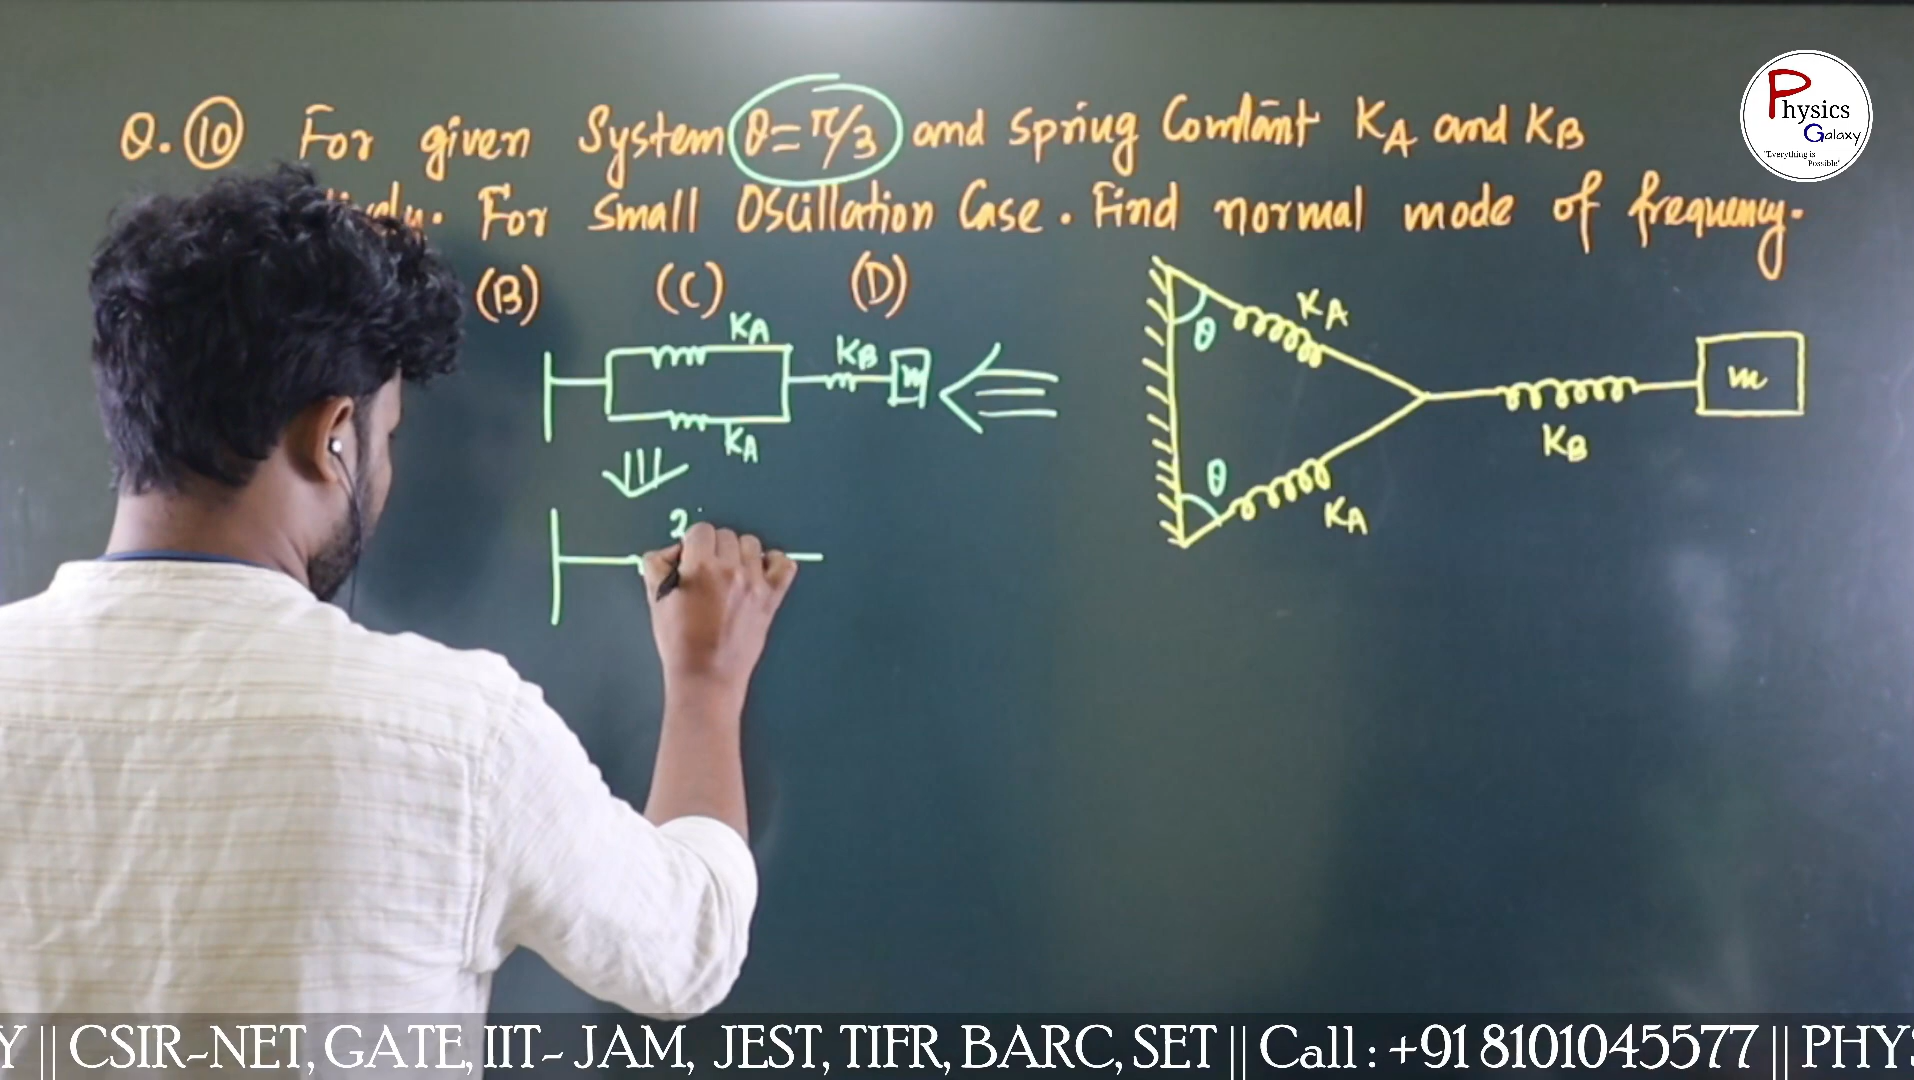 Q. 10 For given System θ = π/3 and Spring Constant KA and KB
For Small Oscillation Case. Find normal mode of frequency.
(B) (C) (D)
KA
KB
m
KA
2
θ
KA
m
KB
θ
KA
Physics
Galaxy
"Everything is
Possible"
Y || CSIR-NET, GATE, IIT- JAM, JEST, TIFR, BARC, SET || Call : +91 8101045577 || PHYS